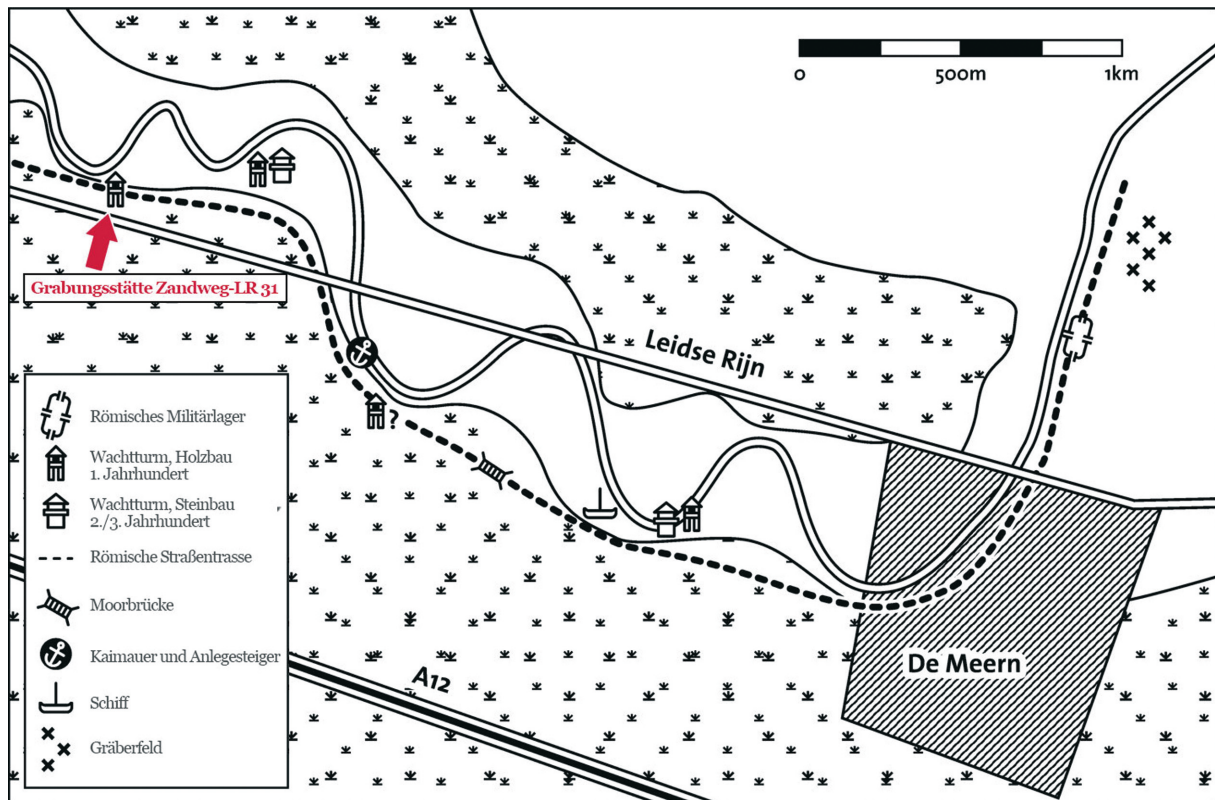 0 500m 1km
Grabungsstätte Zandweg-LR 31
Leidse Rijn
?
De Meern
A12
Römisches Militärlager
Wachtturm, Holzbau
1. Jahrhundert
Wachtturm, Steinbau
2./3. Jahrhundert
Römische Straßentrasse
Moorbrücke
Kaimauer und Anlegesteiger
Schiff
Gräberfeld